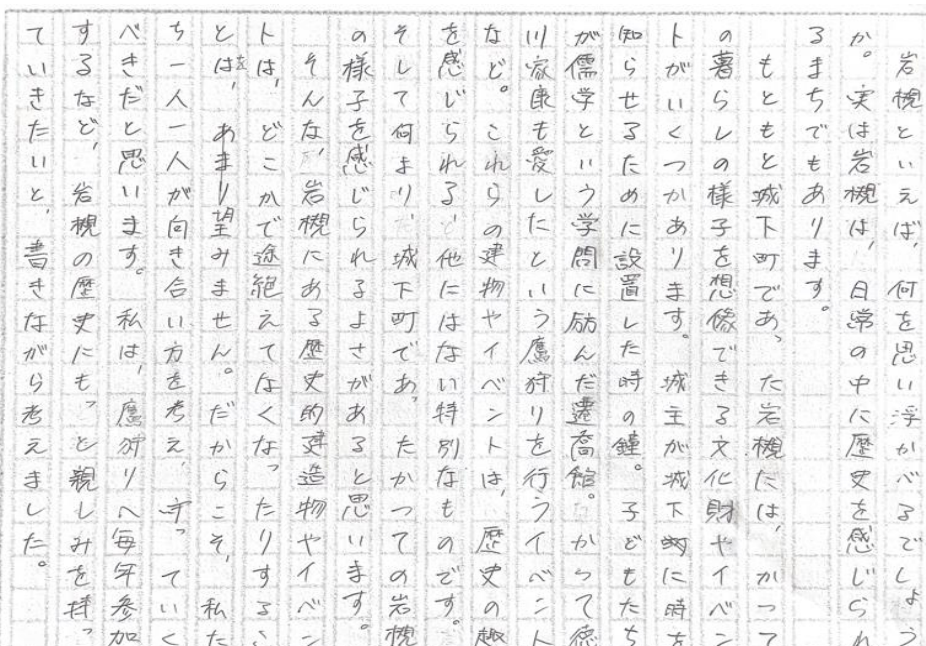 岩槻といえば、何を思い浮かべるでしょう
か。実は岩槻は、日常の中に歴史を感じられ
るまちでもあります。
もともと城下町であった岩槻には、かつて
の暮らしの様子を想像できる文化財やイベン
トがいくつかあります。城主が城下町に時を
知らせるために設置した時の鐘。子どもたち
が儒学という学問に励んだ遷喬館。かつて徳
川家康も愛したという鷹狩りを行うイベント
など。これらの建物やイベントは、歴史の趣
を感じられる、他にはない特別なものです。
そして何より、城下町であったかつての岩槻
の様子を感じられるよさがあると思います。
そんな、岩槻にある歴史的建造物やイベン
トは、どこかで途絶えてなくなったりするこ
とは、あまり望みません。だからこそ、私た
ち一人一人が向き合い方を考え、守っていく
べきだと思います。私は、鷹狩りへ毎年参加
するなど、岩槻の歴史にもっと親しみを持っ
ていきたいと、書きながら考えました。